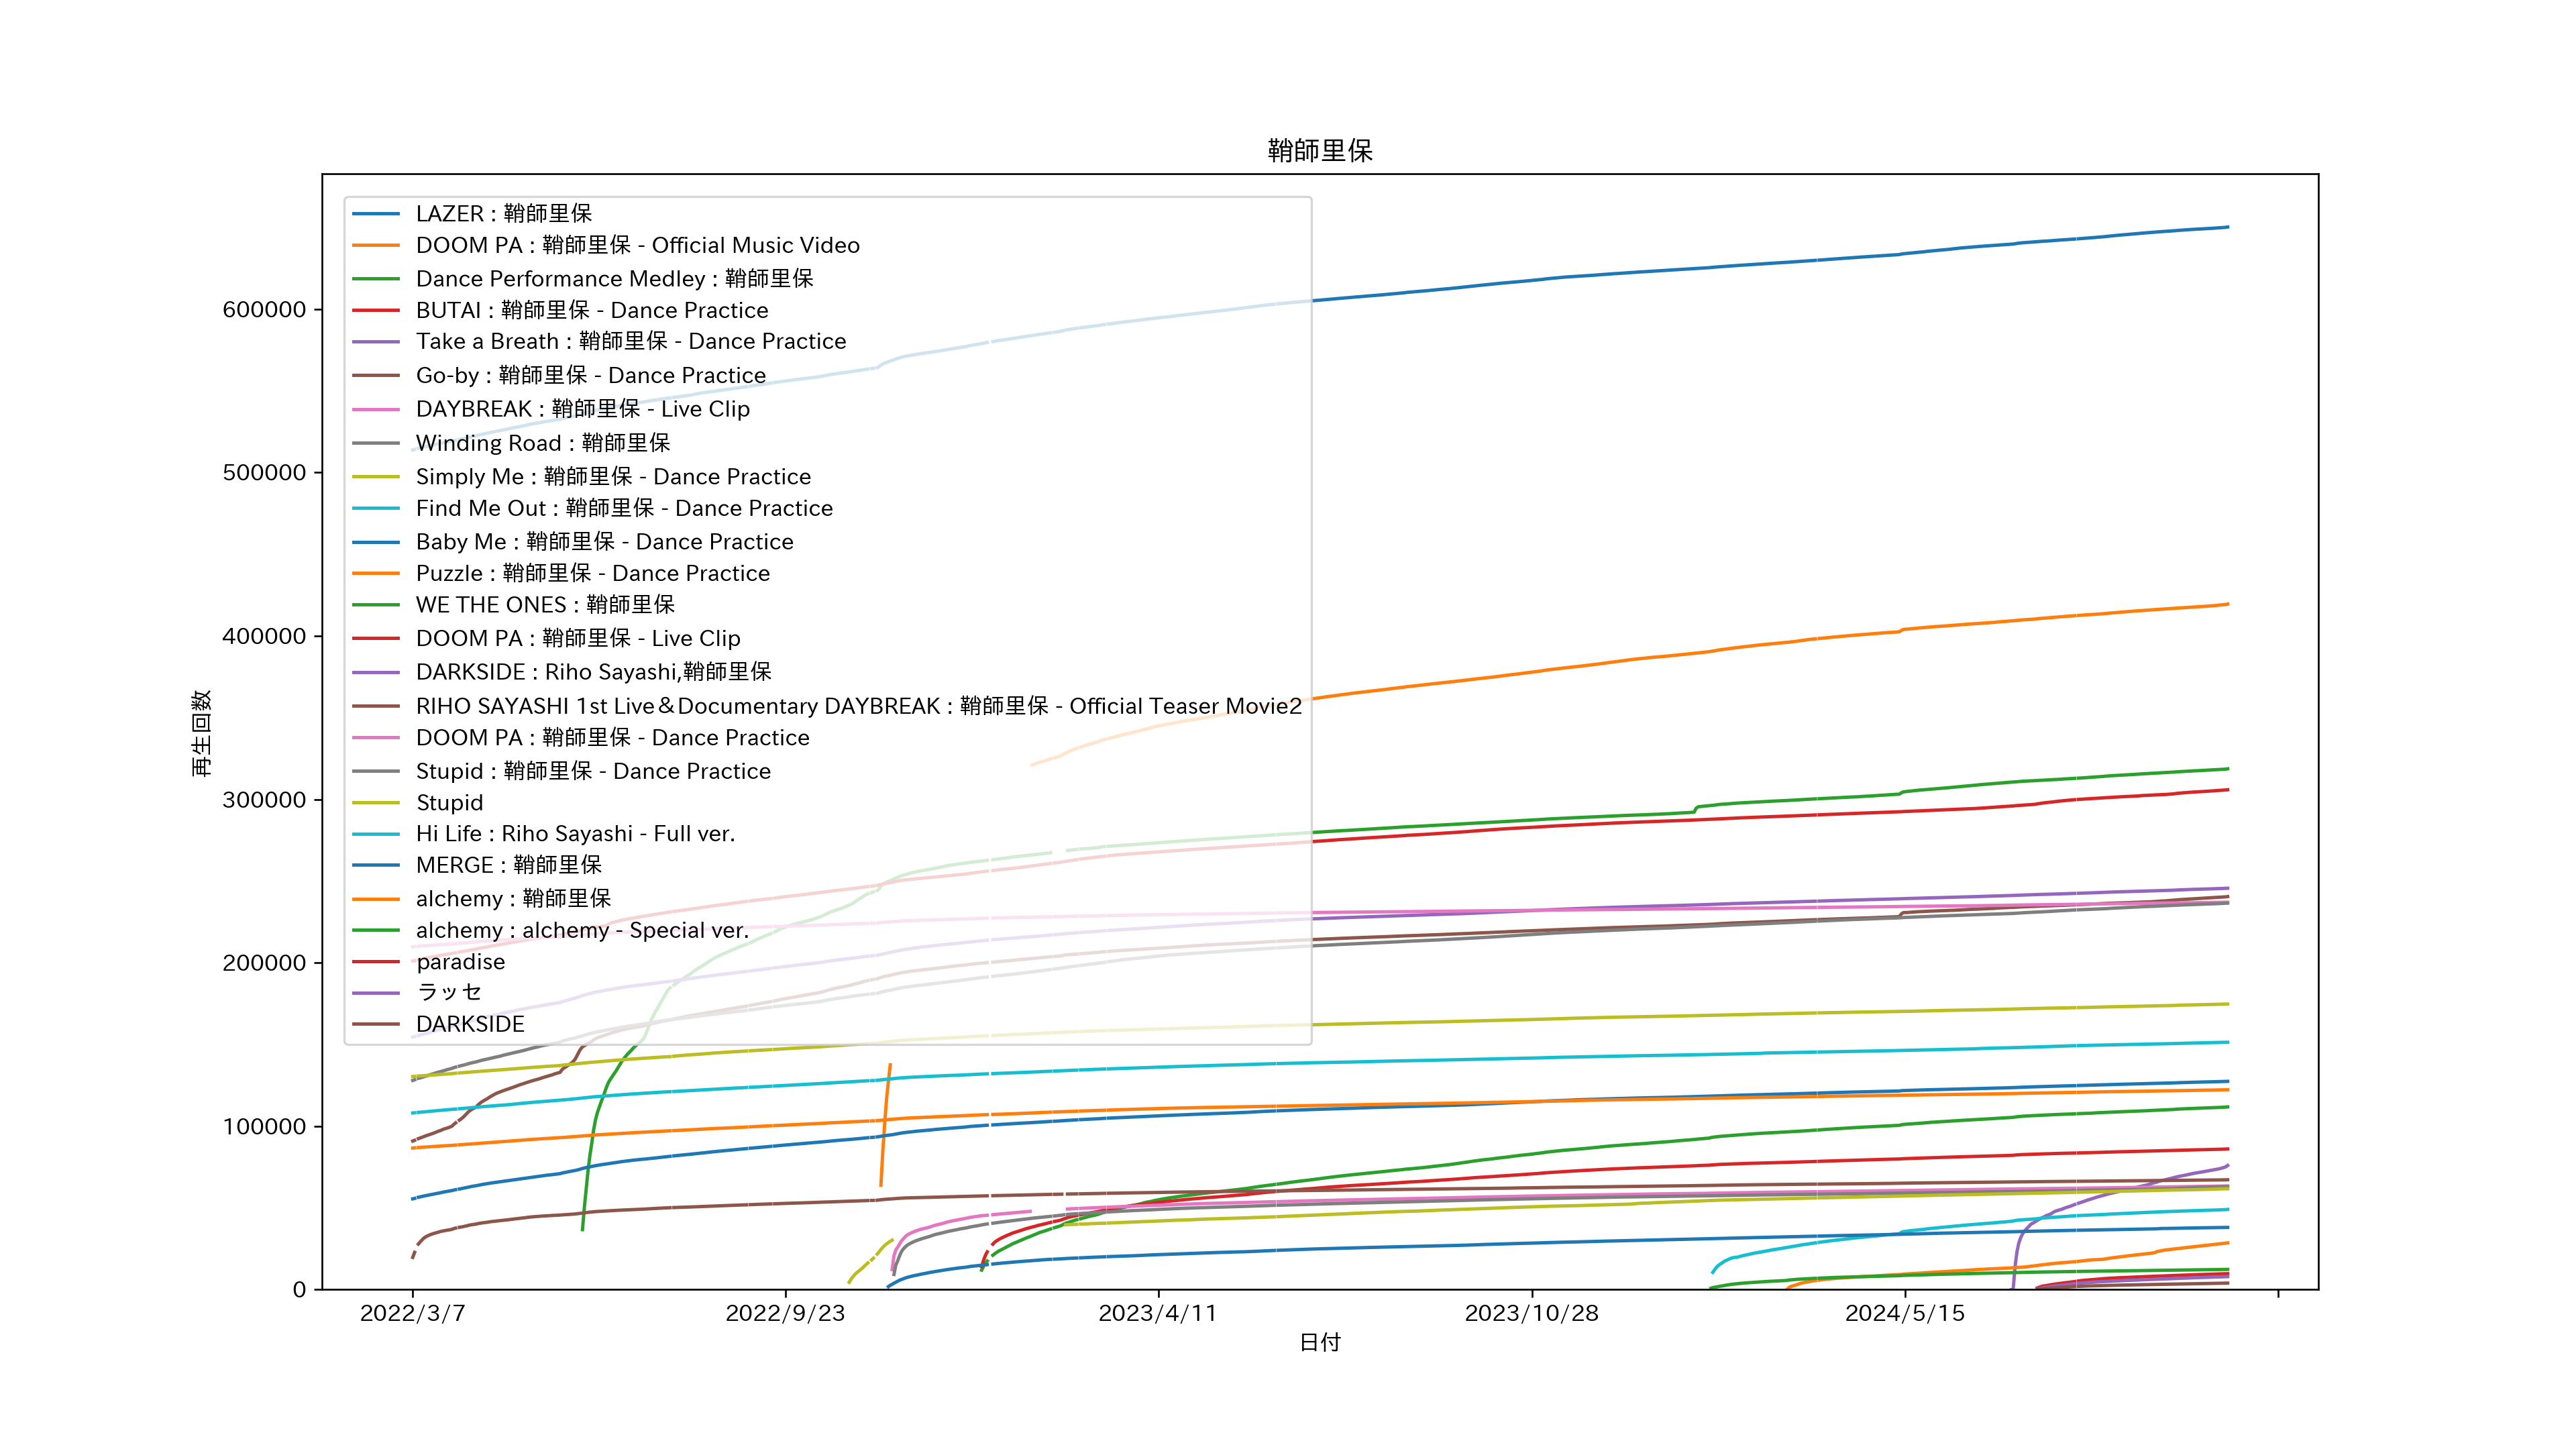 鞘師里保
LAZER : 鞘師里保
DOOM PA : 鞘師里保 - Official Music Video
Dance Performance Medley : 鞘師里保
BUTAI : 鞘師里保 - Dance Practice
Take a Breath : 鞘師里保 - Dance Practice
Go-by : 鞘師里保 - Dance Practice
DAYBREAK : 鞘師里保 - Live Clip
Winding Road : 鞘師里保
Simply Me : 鞘師里保 - Dance Practice
Find Me Out : 鞘師里保 - Dance Practice
Baby Me : 鞘師里保 - Dance Practice
Puzzle : 鞘師里保 - Dance Practice
WE THE ONES : 鞘師里保
DOOM PA : 鞘師里保 - Live Clip
DARKSIDE : Riho Sayashi,鞘師里保
RIHO SAYASHI 1st Live&Documentary DAYBREAK : 鞘師里保 - Official Teaser Movie2
DOOM PA : 鞘師里保 - Dance Practice
Stupid : 鞘師里保 - Dance Practice
Stupid
Hi Life : Riho Sayashi - Full ver.
MERGE : 鞘師里保
alchemy : 鞘師里保
alchemy : alchemy - Special ver.
paradise
ラッセ
DARKSIDE
600000
500000
400000
300000
200000
100000
0
再生回数
2022/3/7
2022/9/23
2023/4/11
2023/10/28
2024/5/15
日付